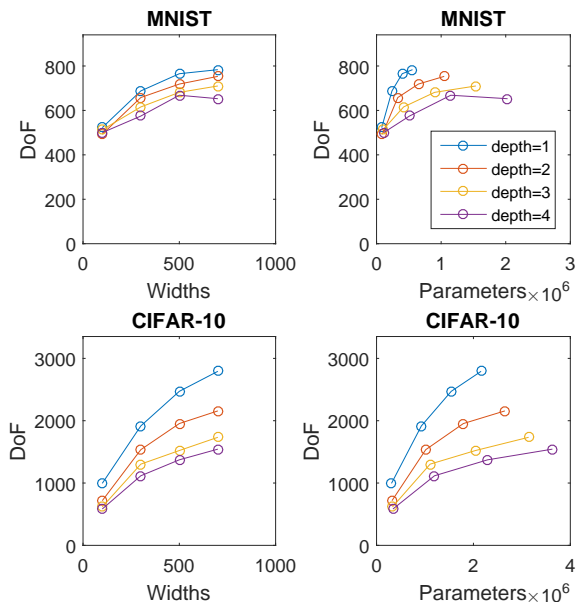 MNIST
800
600
400
200
0
DoF
0 500 1000
Widths
MNIST
800
600
400
200
0
DoF
depth=1
depth=2
depth=3
depth=4
0 1 2 3
Parameters ×10^6
CIFAR-10
3000
2000
1000
0
DoF
0 500 1000
Widths
CIFAR-10
3000
2000
1000
0
DoF
0 2 4
Parameters ×10^6